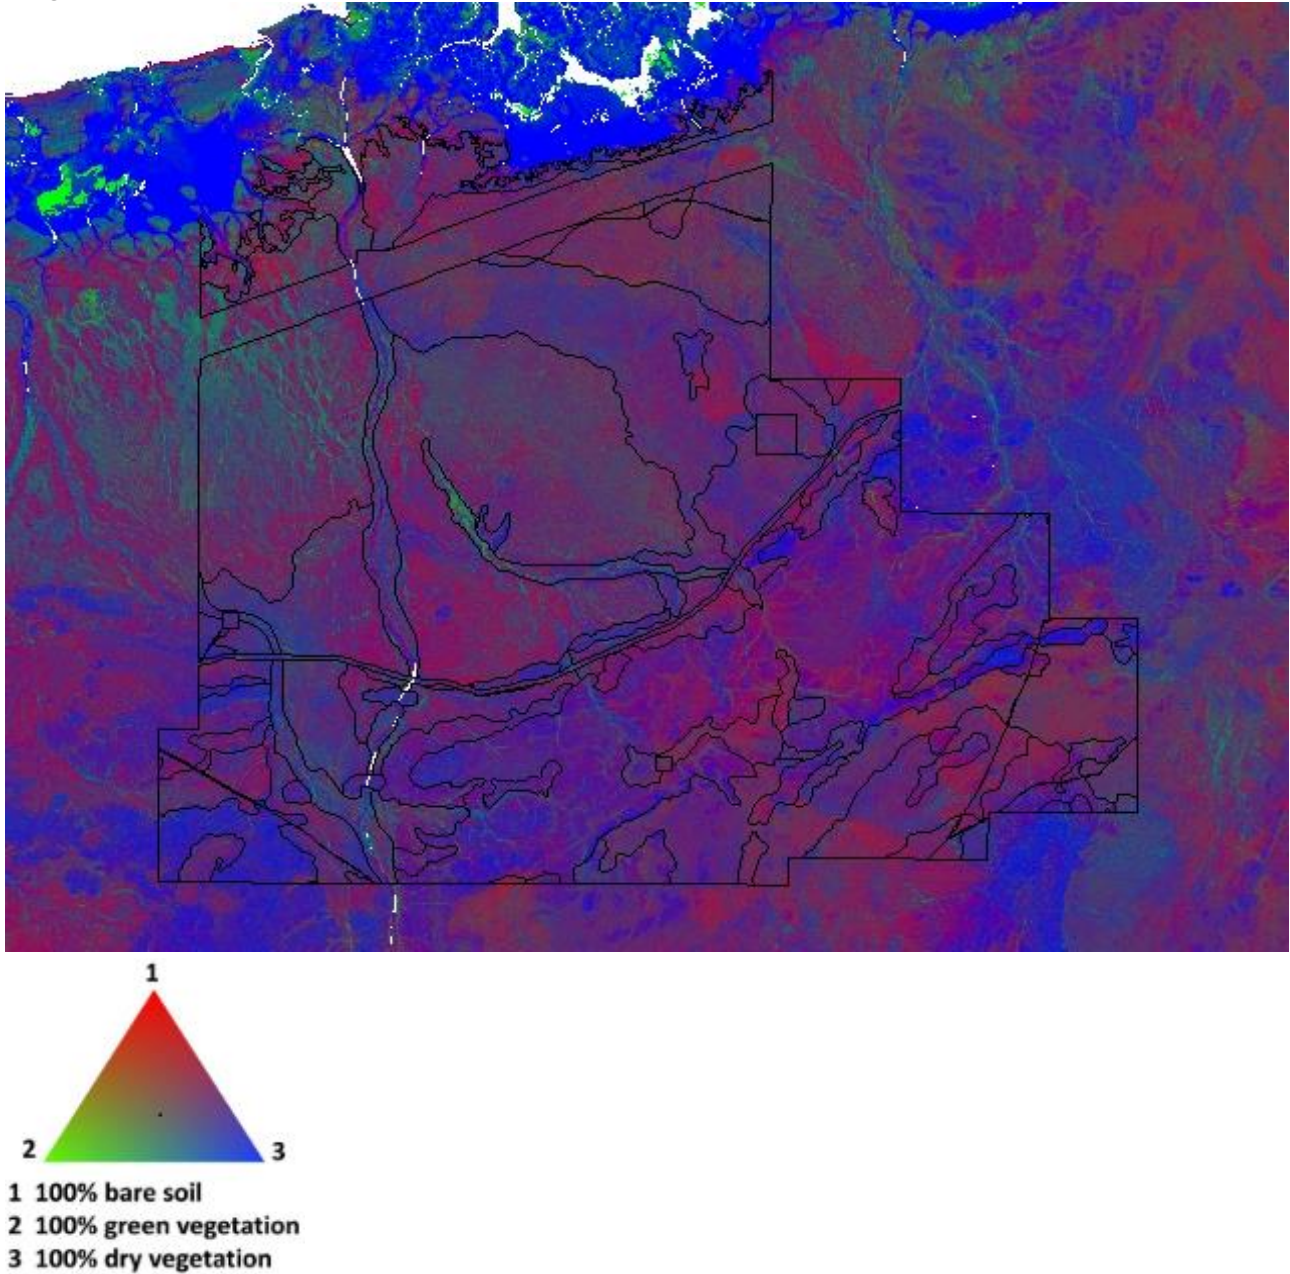 1
2 3
1 100% bare soil
2 100% green vegetation
3 100% dry vegetation